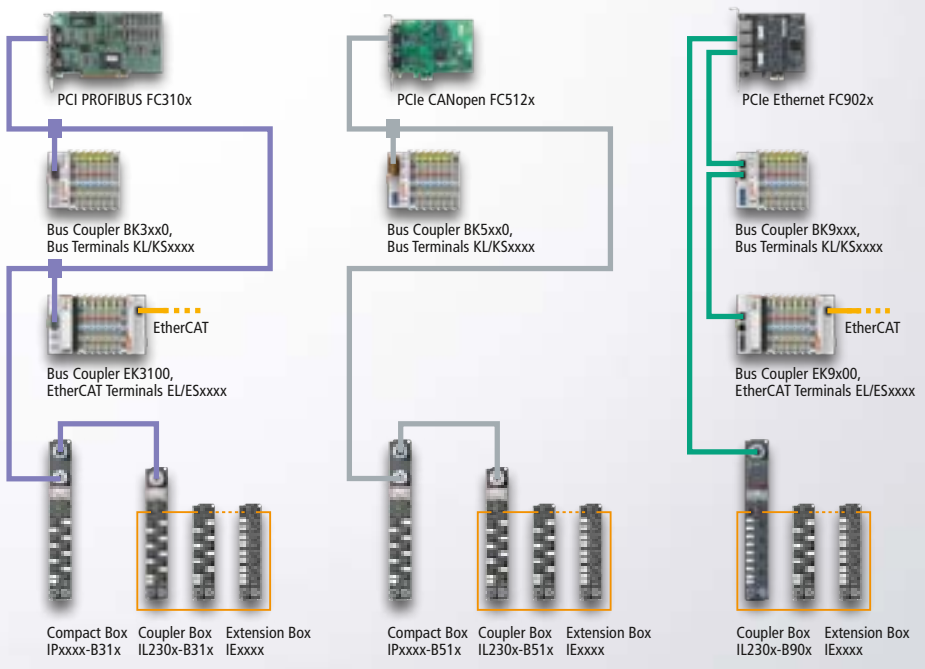 PCI PROFIBUS FC310x
PCIe CANopen FC512x
PCIe Ethernet FC902x
Bus Coupler BK3xx0,
Bus Terminals KL/KSxxxx
Bus Coupler BK5xx0,
Bus Terminals KL/KSxxxx
Bus Coupler BK9xxx,
Bus Terminals KL/KSxxxx
EtherCAT
EtherCAT
Bus Coupler EK3100,
EtherCAT Terminals EL/ESxxxx
Bus Coupler EK9x00,
EtherCAT Terminals EL/ESxxxx
Compact Box
IPxxxx-B31x
Coupler Box
IL230x-B31x
Extension Box
IExxxx
Compact Box
IPxxxx-B51x
Coupler Box
IL230x-B51x
Extension Box
IExxxx
Coupler Box
IL230x-B90x
Extension Box
IExxxx